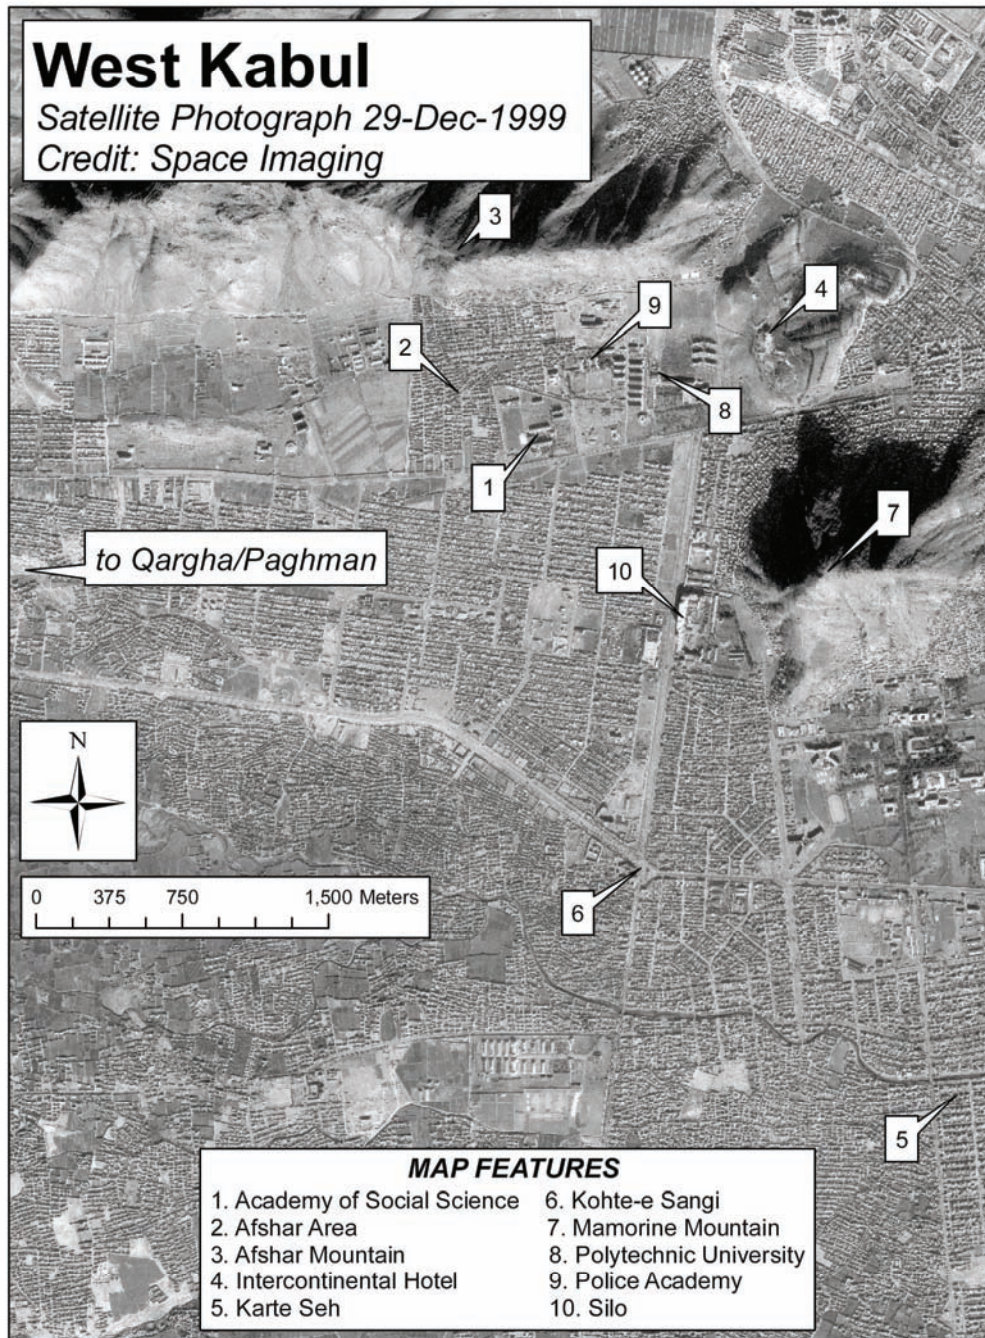 West Kabul
Satellite Photograph 29-Dec-1999
Credit: Space Imaging
3
4
9
2
8
1
7
to Qargha/Paghman
10
N
0 375 750 1,500 Meters
6
5
MAP FEATURES
1. Academy of Social Science
2. Afshar Area
3. Afshar Mountain
4. Intercontinental Hotel
5. Karte Seh
6. Kohte-e Sangi
7. Mamorine Mountain
8. Polytechnic University
9. Police Academy
10. Silo